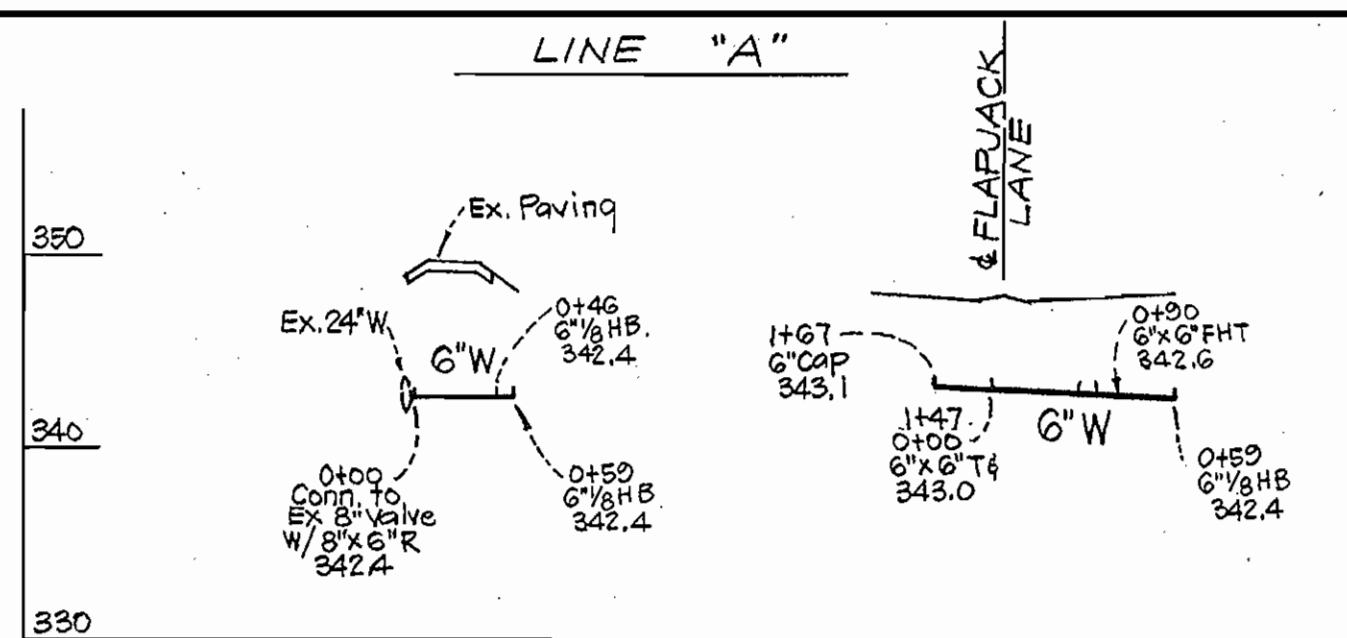 LINE "A"
℄ FLAPJACK
LANE
350
Ex. Paving
Ex. 24" W
6" W
0+46
6" 1/8 HB.
342.4
1+67
6" Cap
343.1
0+90
6"x6" FHT
342.6
340
0+00
Conn. to
Ex 8" Valve
W/ 8"x6" R
342.4
0+59
6" 1/8 HB
342.4
1+47
0+00
6"x6" T℄
343.0
6" W
0+59
6" 1/8 HB
342.4
330